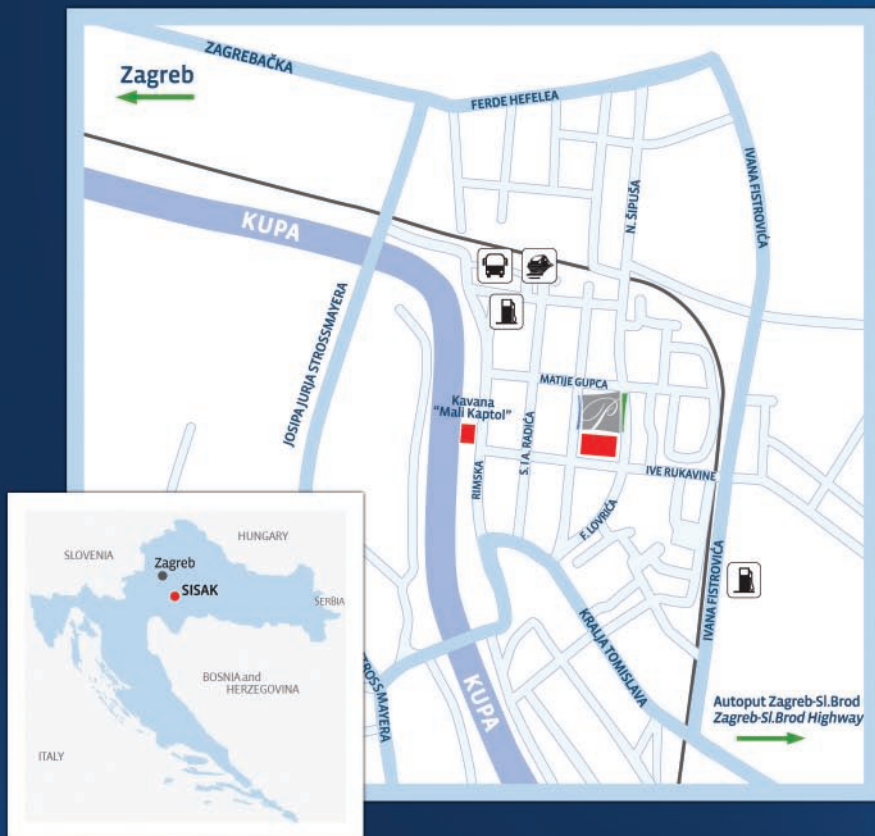 ZAGREBAČKA
Zagreb
FERDE HEFELEA
IVANA FISTROVIĆA
N. ŠIPUŠA
KUPA
JOSIPA JURJA STROSSMAYERA
MATIJE GUPCA
P
Kavana
"Mali Kaptol"
RIMSKA
S. I A. RADIĆA
IVE RUKAVINE
F. LOVRIĆA
IVANA FISTROVIĆA
KRALJA TOMISLAVA
KUPA
TROSSMAYERA
Autoput Zagreb-Sl.Brod
Zagreb-Sl.Brod Highway
HUNGARY
SLOVENIA
Zagreb
SISAK
SERBIA
BOSNIA and
HERZEGOVINA
ITALY